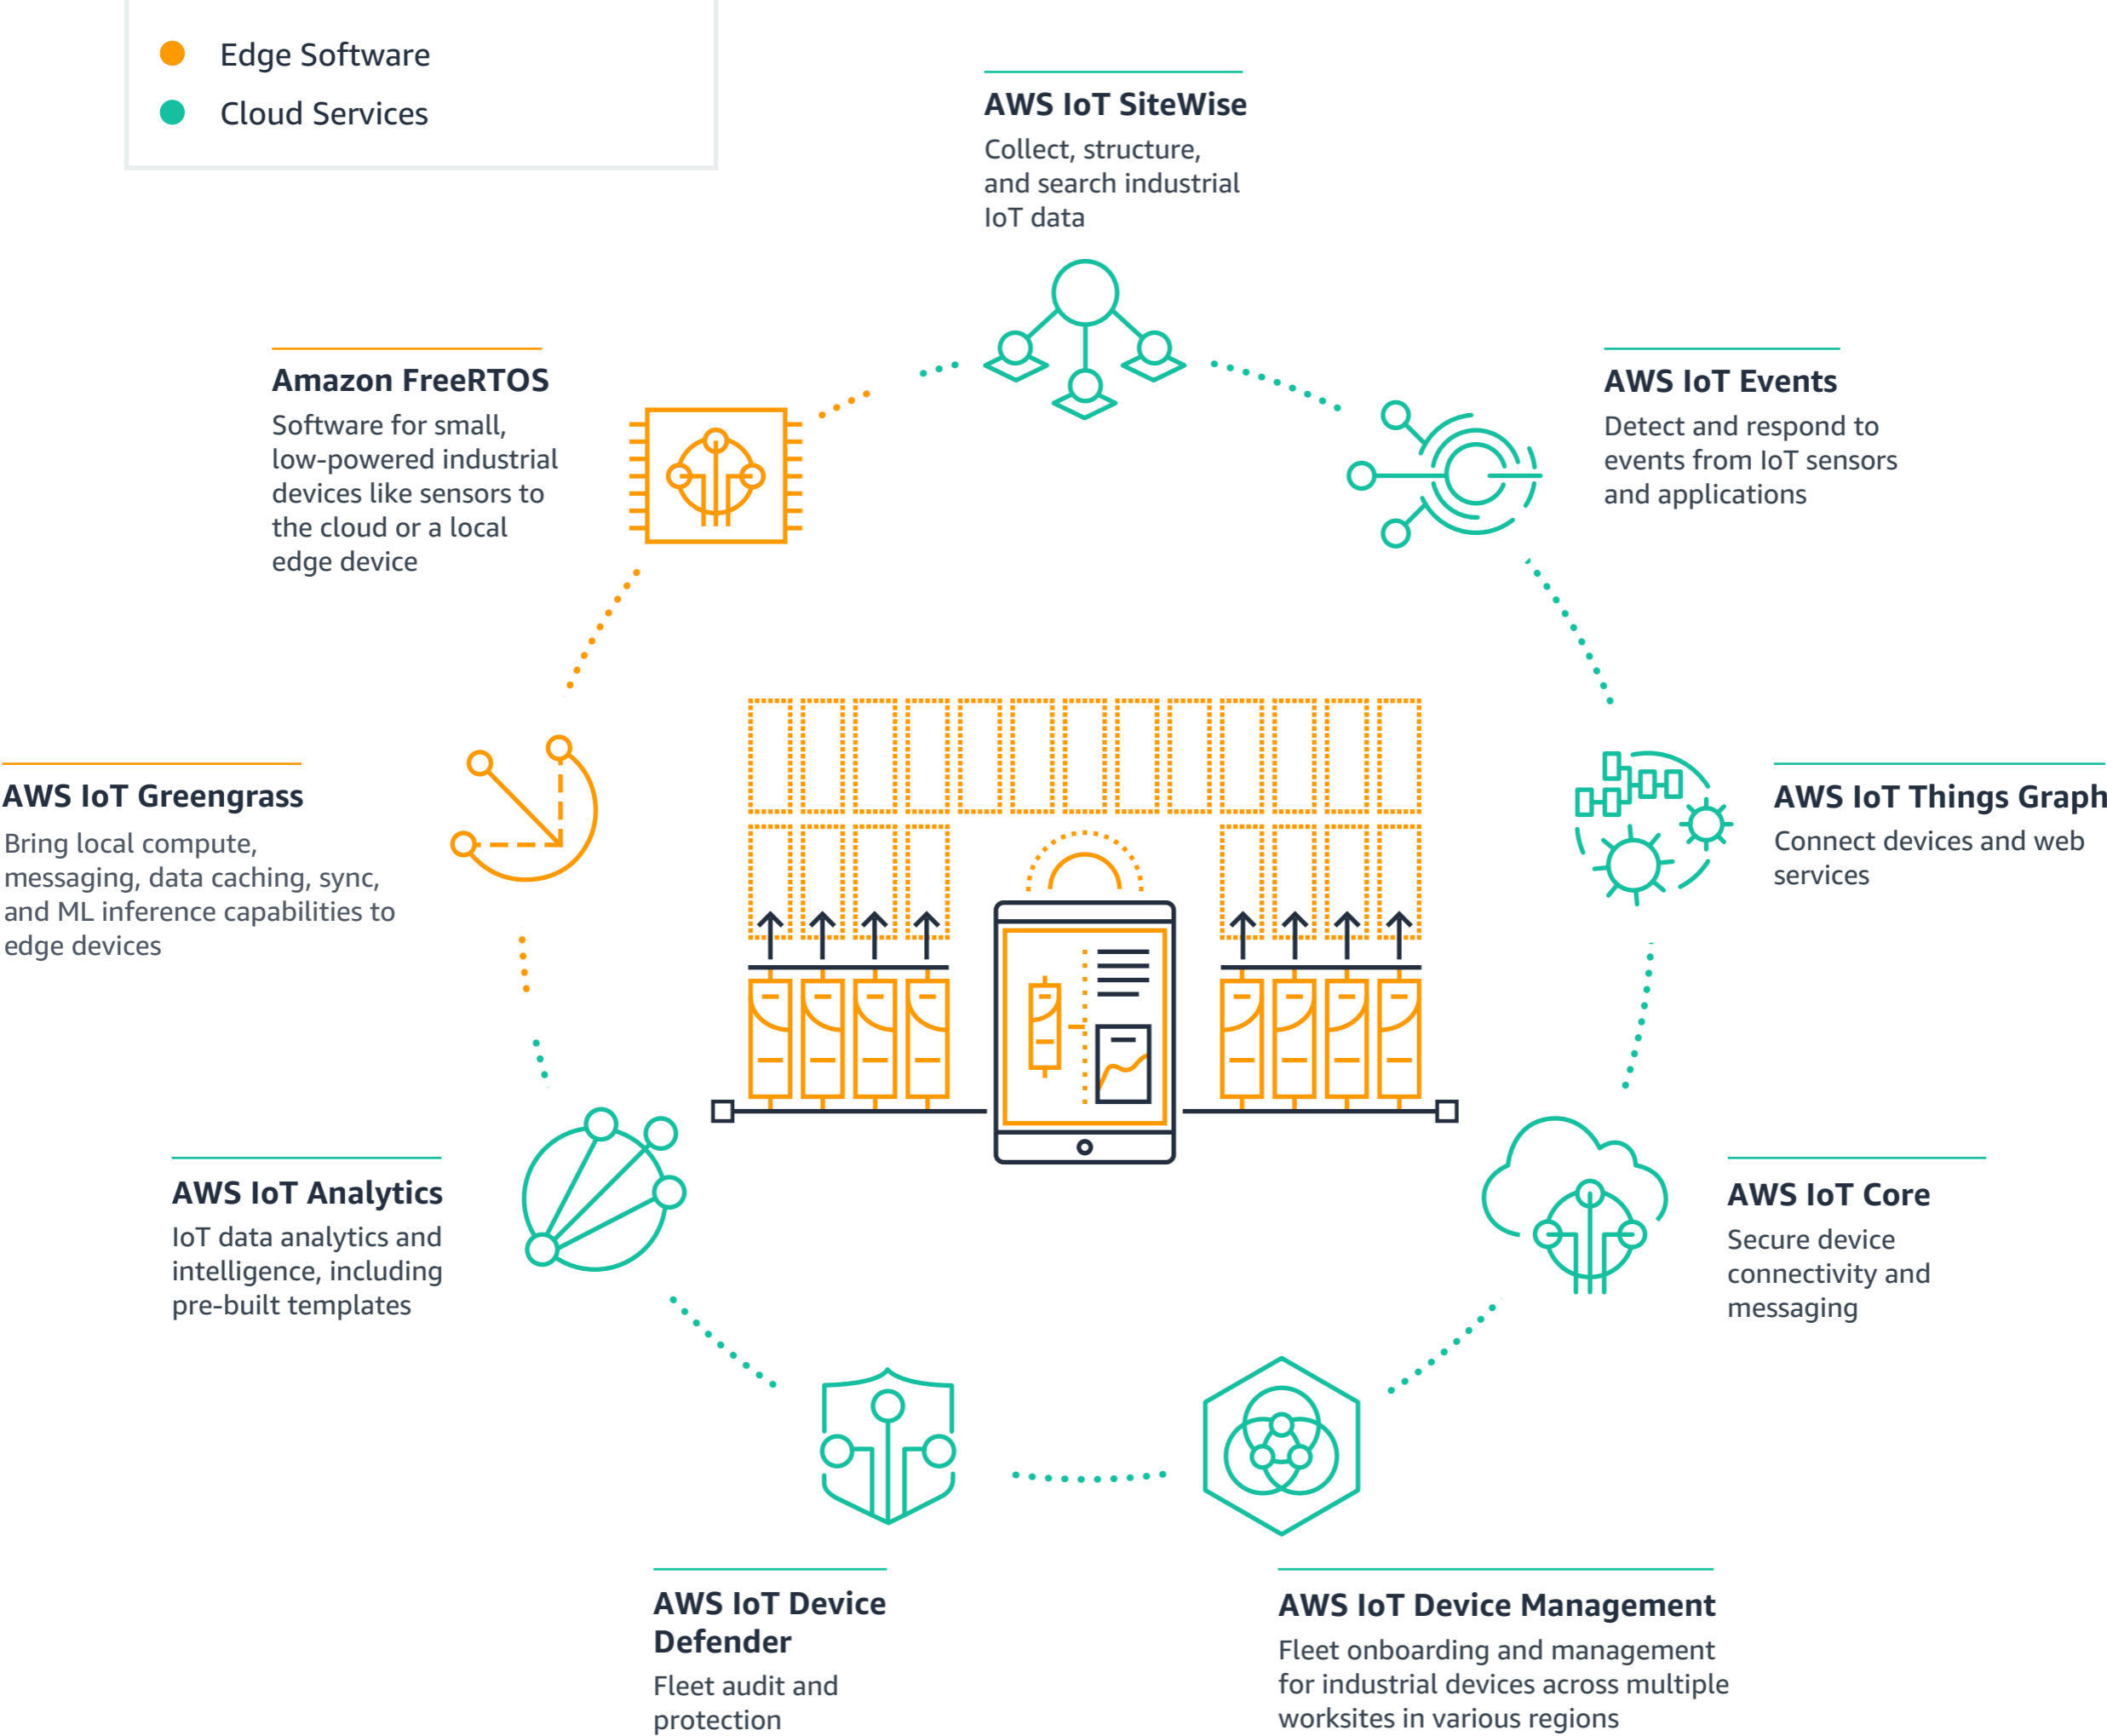 Edge Software
Cloud Services
AWS IoT SiteWise
Collect, structure,
and search industrial
IoT data
Amazon FreeRTOS
Software for small,
low-powered industrial
devices like sensors to
the cloud or a local
edge device
AWS IoT Events
Detect and respond to
events from IoT sensors
and applications
AWS IoT Greengrass
Bring local compute,
messaging, data caching, sync,
and ML inference capabilities to
edge devices
AWS IoT Things Graph
Connect devices and web
services
AWS IoT Analytics
IoT data analytics and
intelligence, including
pre-built templates
AWS IoT Core
Secure device
connectivity and
messaging
AWS IoT Device
Defender
Fleet audit and
protection
AWS IoT Device Management
Fleet onboarding and management
for industrial devices across multiple
worksites in various regions